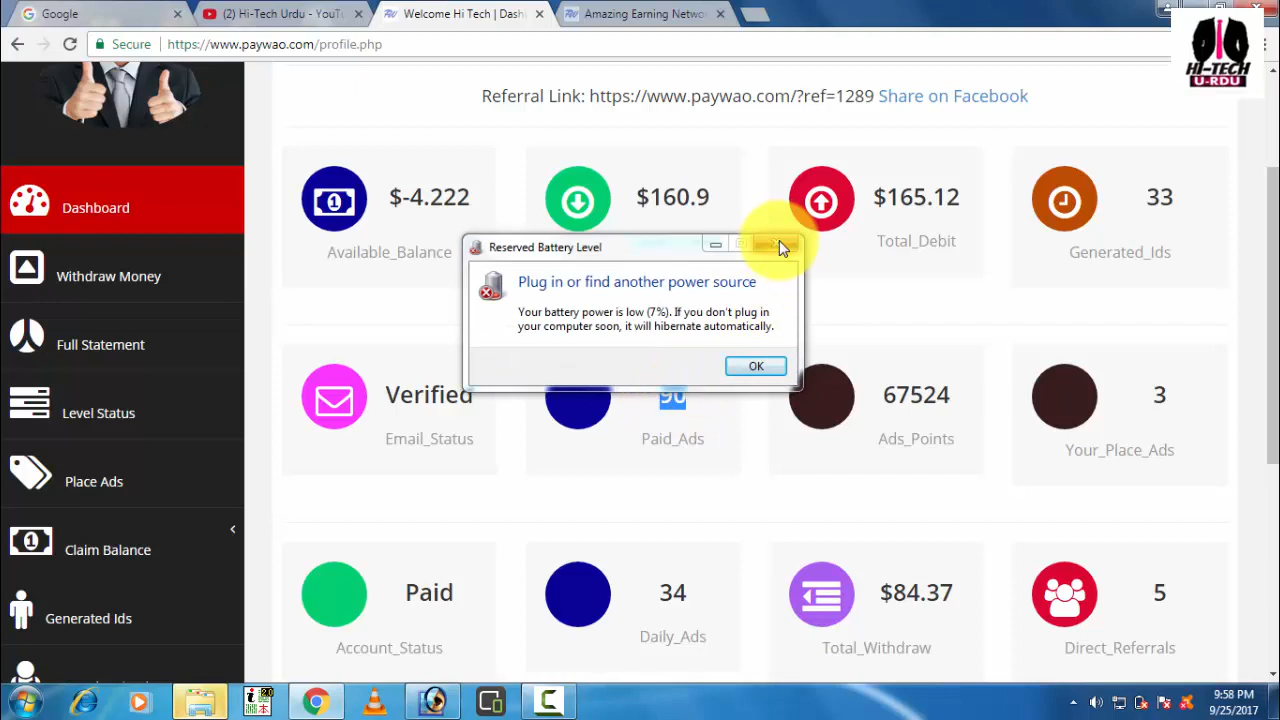 Google
(2) Hi-Tech Urdu - YouT
Welcome Hi Tech | Dash
Amazing Earning Netwo
Secure
https://www.paywao.com/profile.php
HI-TECH
U-RDU
Referral Link: https://www.paywao.com/?ref=1289 Share on Facebook
Dashboard
Withdraw Money
Full Statement
Level Status
Place Ads
Claim Balance
Generated Ids
$-4.222
Available_Balance
$160.9
$165.12
Total_Debit
33
Generated_Ids
Reserved Battery Level
Plug in or find another power source
Your battery power is low (7%). If you don't plug in
your computer soon, it will hibernate automatically.
OK
Verified
Email_Status
90
Paid_Ads
67524
Ads_Points
3
Your_Place_Ads
Paid
Account_Status
34
Daily_Ads
$84.37
Total_Withdraw
5
Direct_Referrals
9:58 PM
9/25/2017